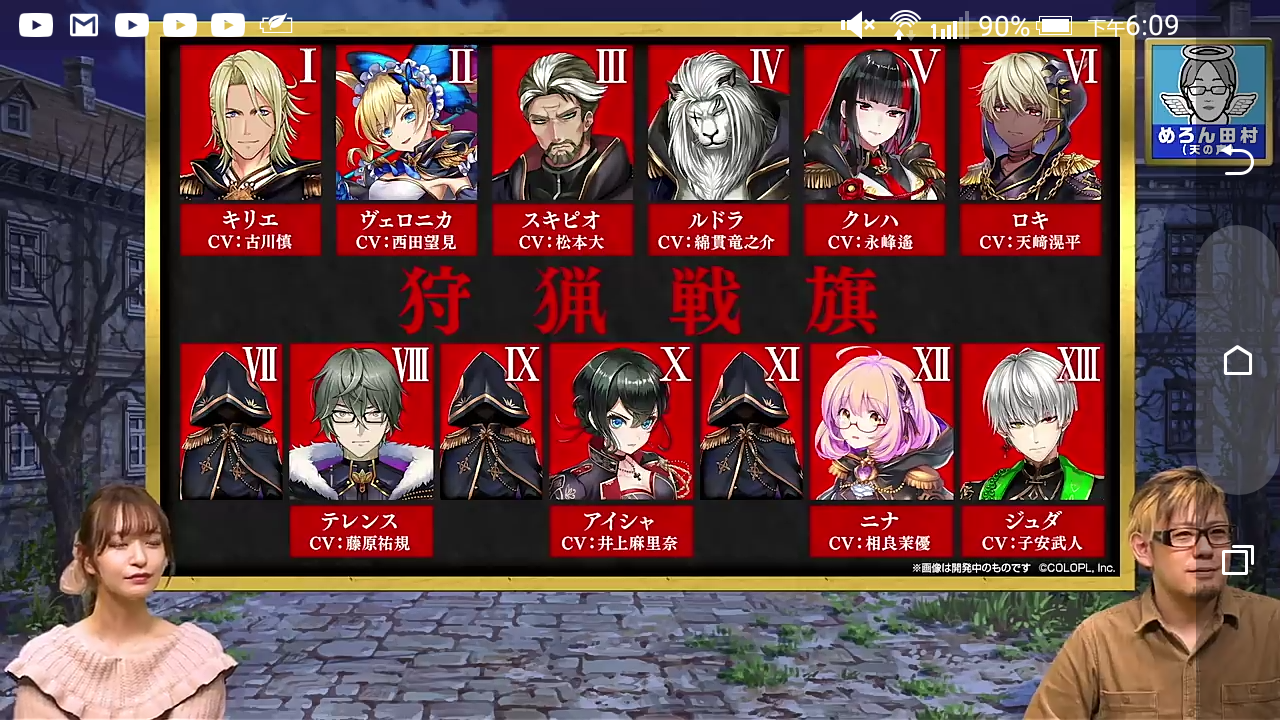 90% 下午6:09
I II III IV V VI
キリエ ヴェロニカ スキピオ ルドラ クレハ ロキ
CV：古川慎 CV：西田望見 CV：松本大 CV：綿貫竜之介 CV：永峰遙 CV：天﨑滉平
めろん田村
狩猟戦旗
VII VIII IX X XI XII XIII
テレンス アイシャ ニナ ジュダ
CV：藤原祐規 CV：井上麻里奈 CV：相良茉優 CV：子安武人
※画像は開発中のものです ©COLOPL, Inc.